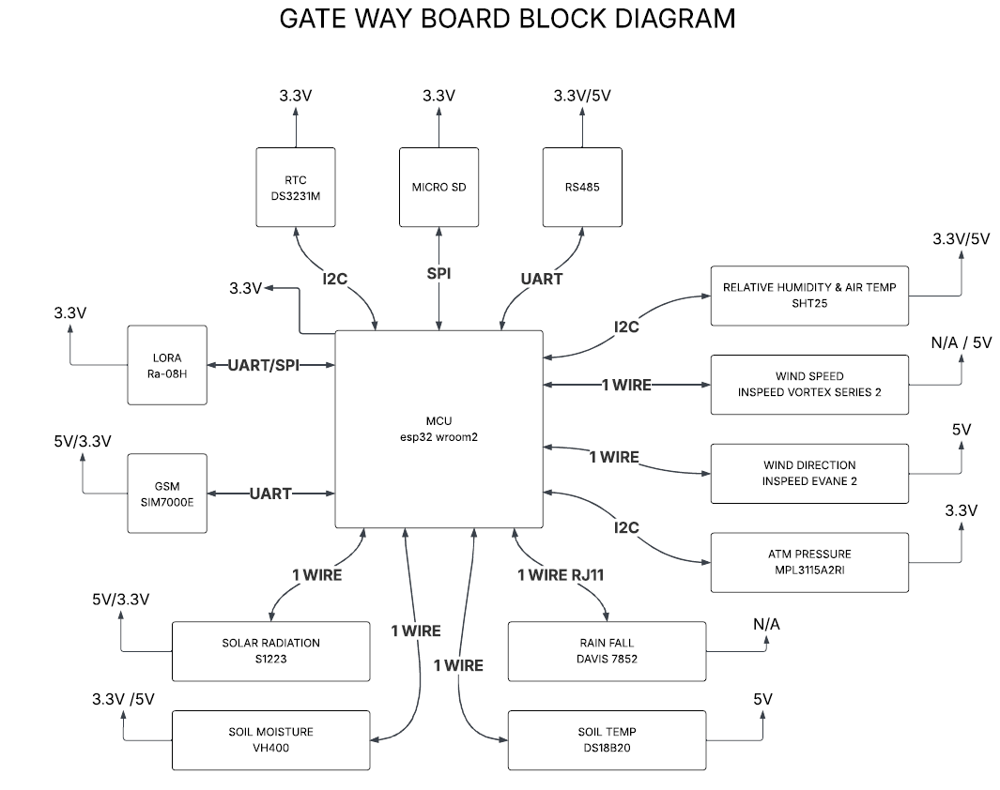 GATE WAY BOARD BLOCK DIAGRAM
3.3V
3.3V
3.3V/5V
RTC
DS3231M
MICRO SD
RS485
I2C
SPI
UART
3.3V
3.3V/5V
RELATIVE HUMIDITY & AIR TEMP
SHT25
I2C
3.3V
LORA
Ra-08H
UART/SPI
N/A / 5V
WIND SPEED
INSPEED VORTEX SERIES 2
1 WIRE
MCU
esp32 wroom2
5V/3.3V
GSM
SIM7000E
UART
5V
WIND DIRECTION
INSPEED EVANE 2
1 WIRE
3.3V
ATM PRESSURE
MPL3115A2RI
I2C
1 WIRE
1 WIRE RJ11
5V/3.3V
SOLAR RADIATION
S1223
1 WIRE
1 WIRE
N/A
RAIN FALL
DAVIS 7852
3.3V /5V
SOIL MOISTURE
VH400
5V
SOIL TEMP
DS18B20